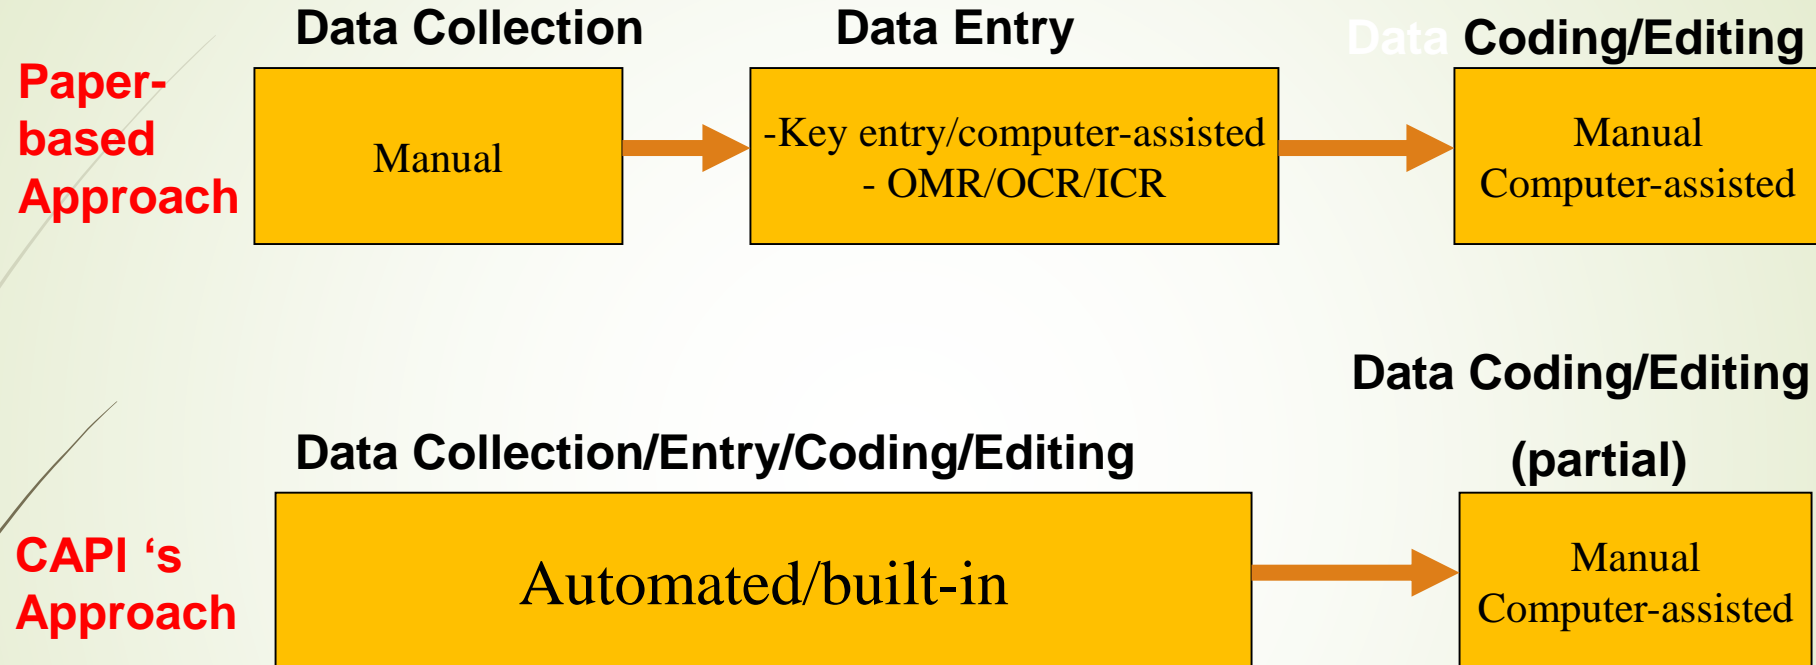 Data Collection
Data Entry
Data Coding/Editing
Paper-
based
Approach
Manual
-Key entry/computer-assisted
- OMR/OCR/ICR
Manual
Computer-assisted
Data Coding/Editing
(partial)
Data Collection/Entry/Coding/Editing
CAPI ‘s
Approach
Automated/built-in
Manual
Computer-assisted